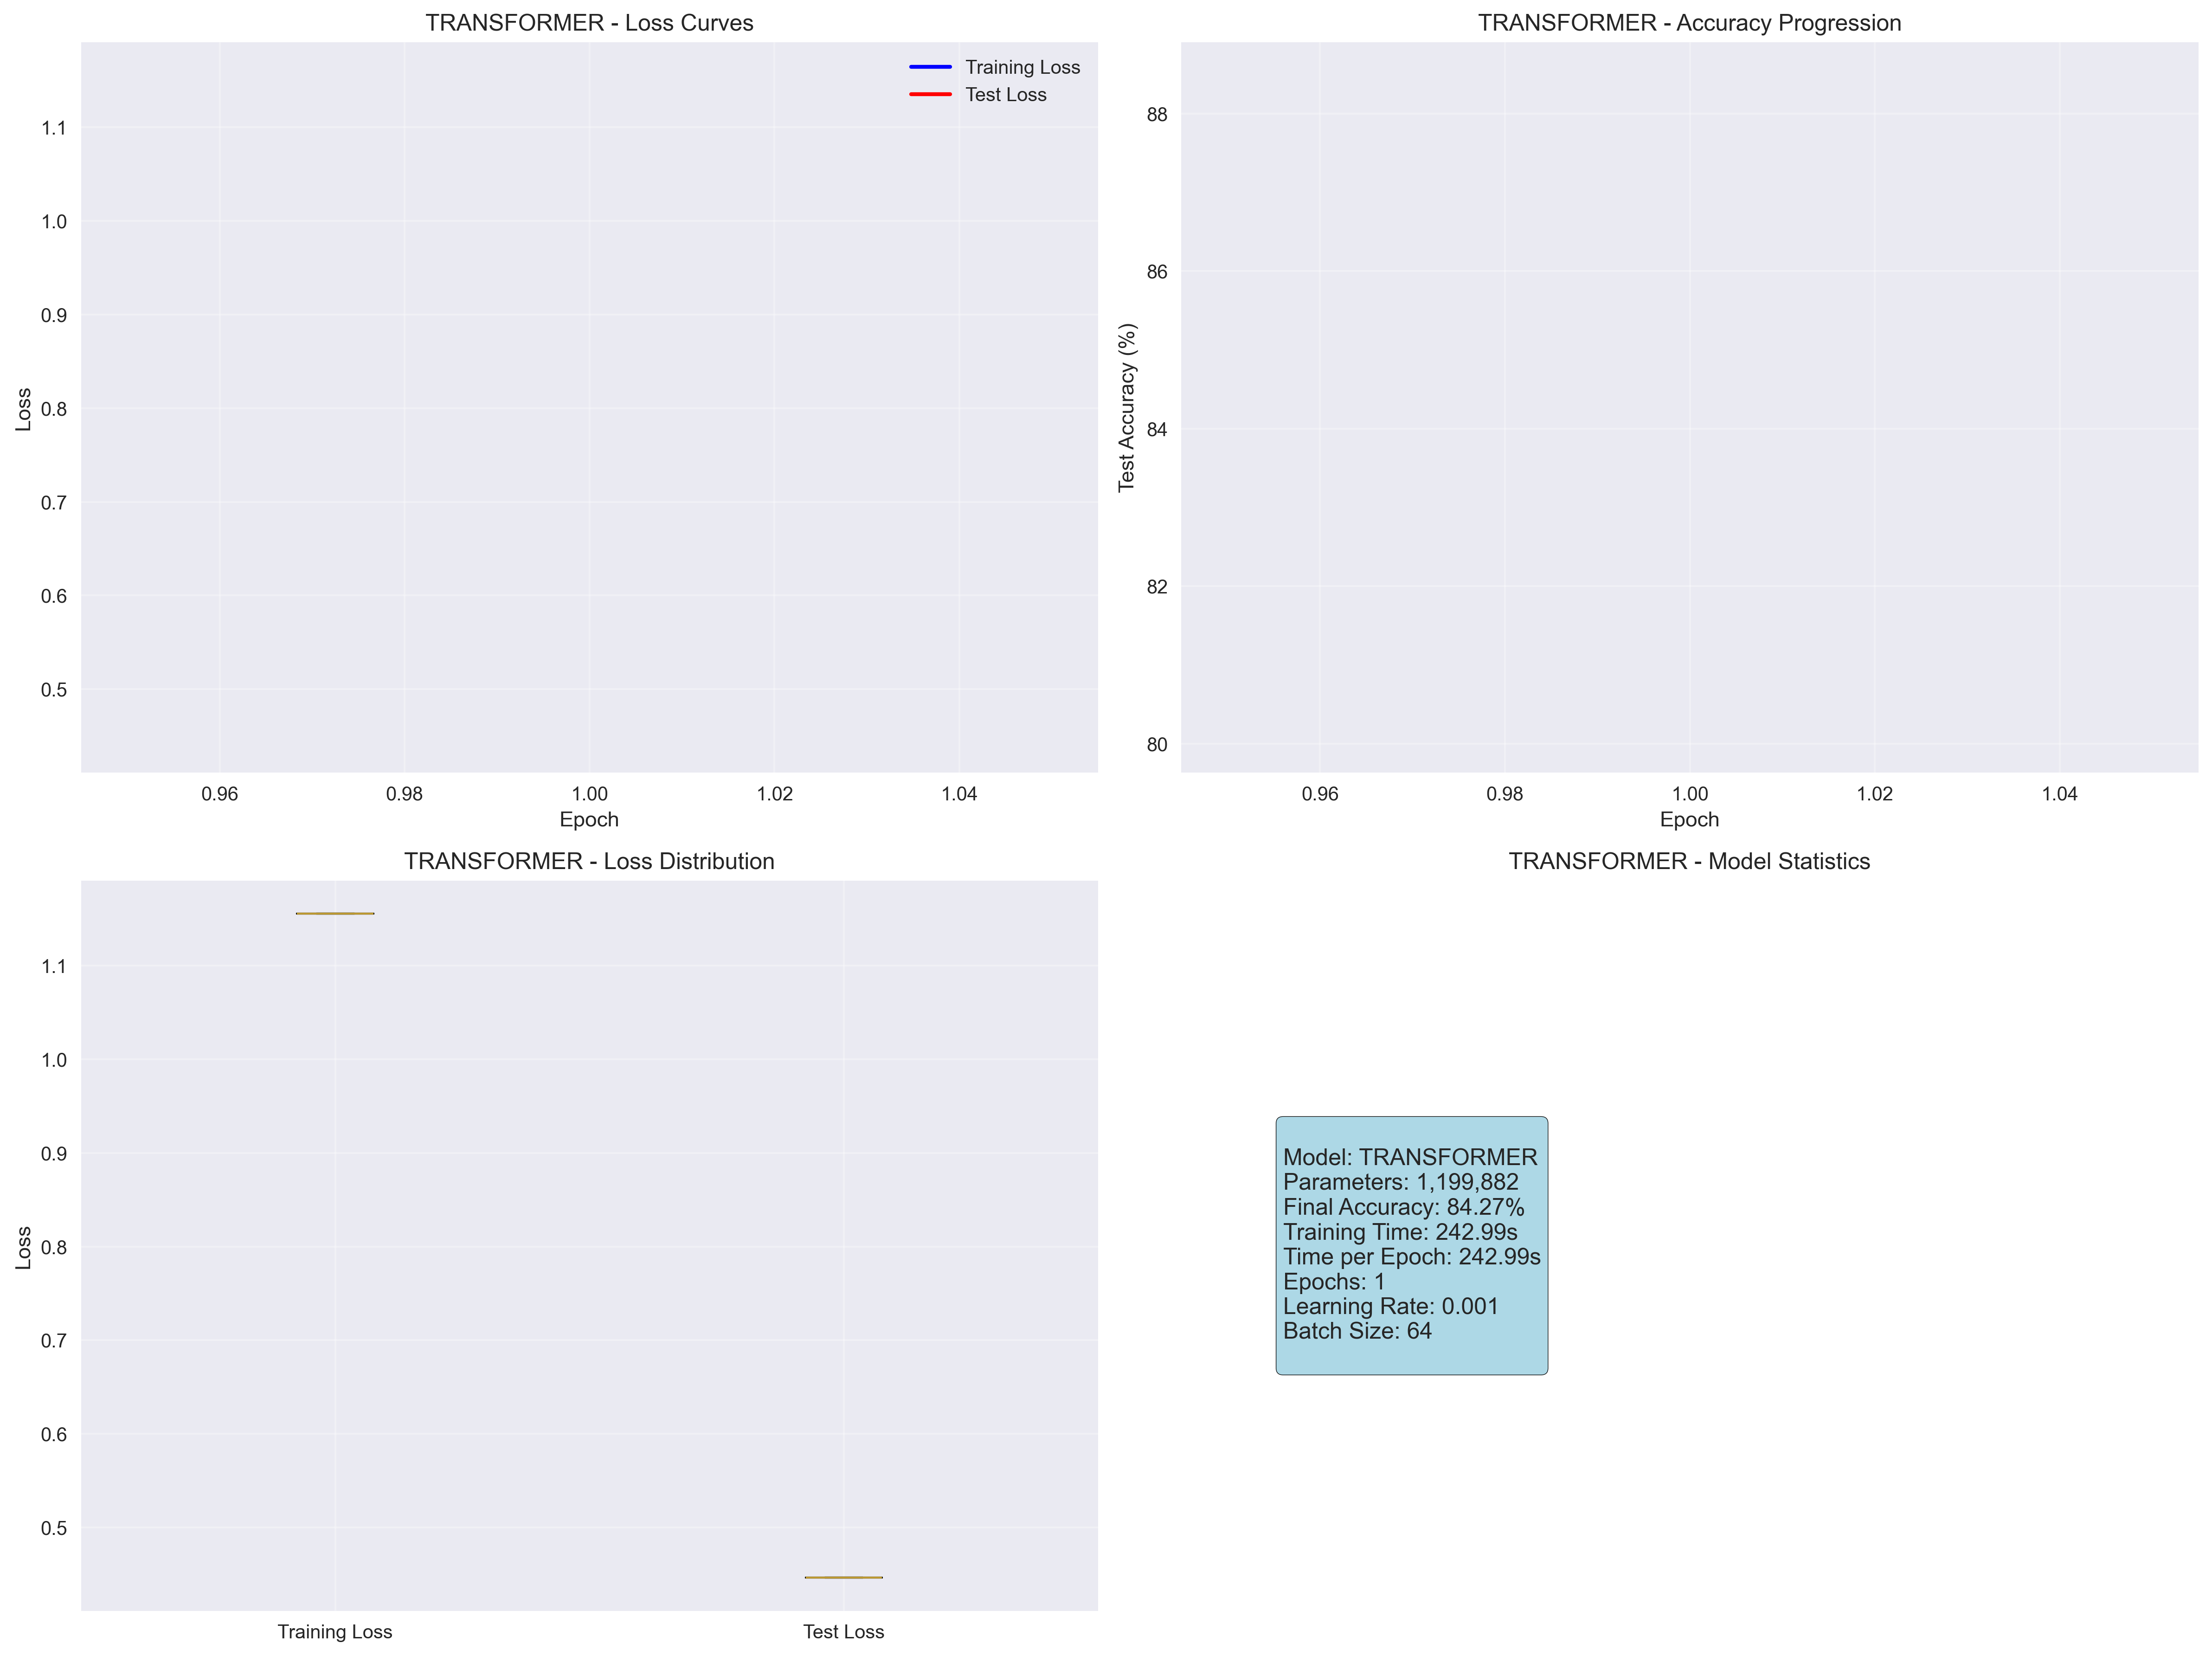 TRANSFORMER - Loss Curves
Training Loss
Test Loss
1.1
1.0
0.9
0.8
0.7
0.6
0.5
Loss
0.96 0.98 1.00 1.02 1.04
Epoch
TRANSFORMER - Accuracy Progression
88
86
84
82
80
Test Accuracy (%)
0.96 0.98 1.00 1.02 1.04
Epoch
TRANSFORMER - Loss Distribution
1.1
1.0
0.9
0.8
0.7
0.6
0.5
Loss
Training Loss Test Loss
TRANSFORMER - Model Statistics
Model: TRANSFORMER
Parameters: 1,199,882
Final Accuracy: 84.27%
Training Time: 242.99s
Time per Epoch: 242.99s
Epochs: 1
Learning Rate: 0.001
Batch Size: 64